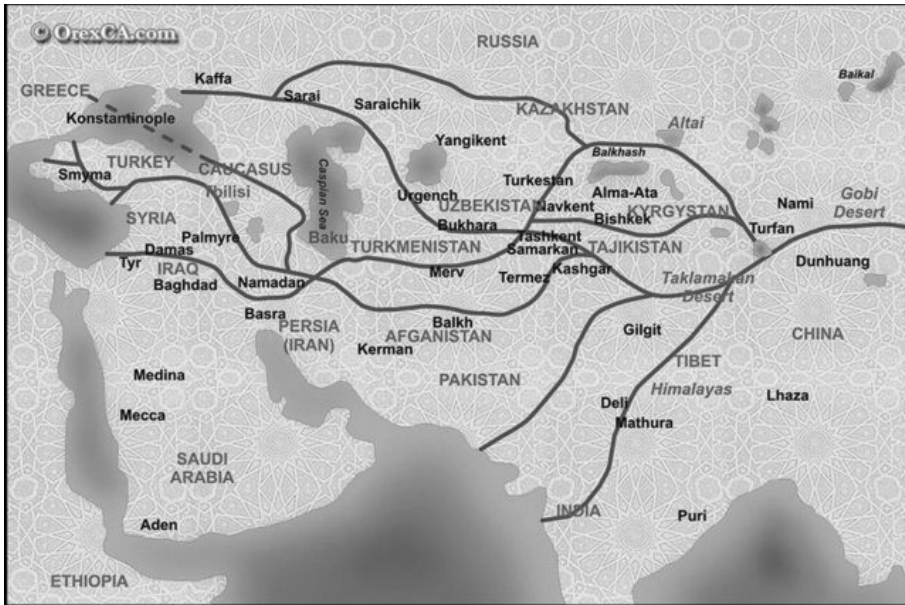 © OrexCA.com
RUSSIA
Baikal
Kaffa
GREECE
Sarai
Saraichik
KAZAKHSTAN
Konstantinople
Altai
Yangikent
Balkhash
TURKEY
CAUCASUS
Caspian Sea
Smyrna
Turkestan
Tbilisi
Urgench
Alma-Ata
Gobi
Desert
UZBEKISTAN
Navkent
KYRGYSTAN
Nami
SYRIA
Bishkek
Bukhara
Turfan
Palmyre
Baku
Tashkent
Damas
TURKMENISTAN
Samarkan
TAJIKISTAN
Tyr
IRAQ
Merv
Kashgar
Dunhuang
Baghdad
Namadan
Termez
Taklamakan
Desert
Basra
PERSIA
(IRAN)
Balkh
AFGANISTAN
Gilgit
CHINA
Kerman
TIBET
Medina
PAKISTAN
Himalayas
Lhaza
Mecca
Deli
Mathura
SAUDI
ARABIA
Aden
INDIA
Puri
ETHIOPIA